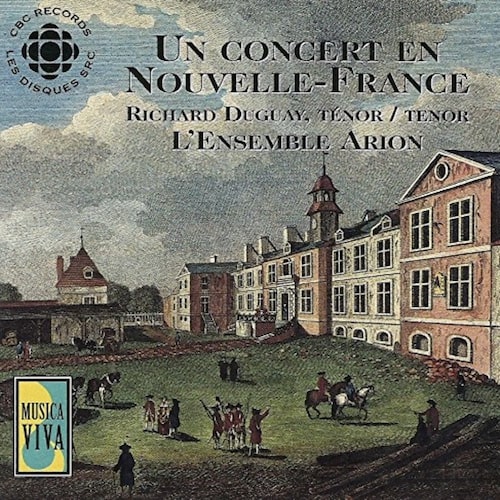 CBC RECORDS
LES DISQUES SRC
UN CONCERT EN
NOUVELLE-FRANCE
RICHARD DUGUAY, TÉNOR / TENOR
L'ENSEMBLE ARION
MUSICA
VIVA